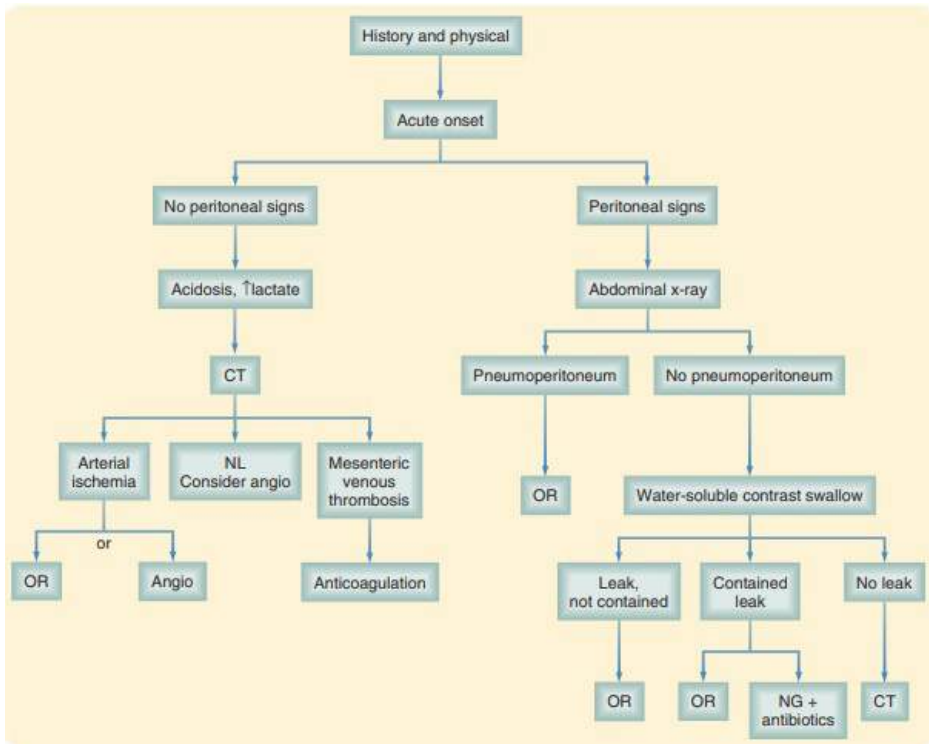 History and physical
Acute onset
No peritoneal signs
Peritoneal signs
Acidosis, ↑lactate
Abdominal x-ray
CT
Pneumoperitoneum
No pneumoperitoneum
Arterial
ischemia
NL
Consider angio
Mesenteric
venous
thrombosis
OR
Water-soluble contrast swallow
or
OR
Angio
Anticoagulation
Leak,
not contained
Contained
leak
No leak
OR
OR
NG +
antibiotics
CT